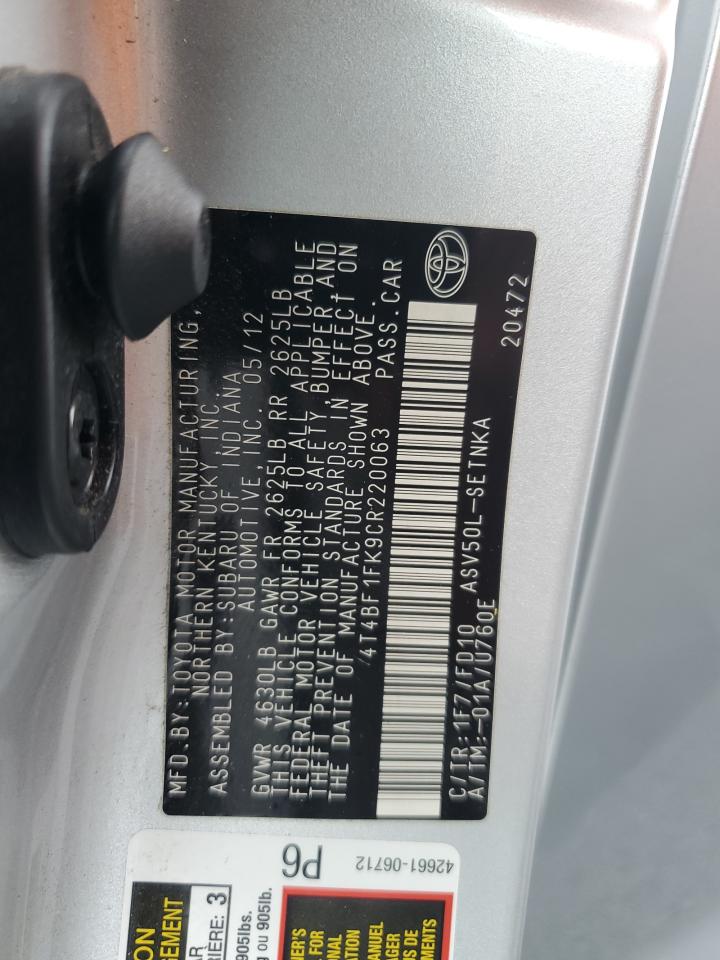 MFD.BY:TOYOTA MOTOR MANUFACTURING,
NORTHERN KENTUCKY,INC.
ASSEMBLED BY:SUBARU OF INDIANA
AUTOMOTIVE,INC. 05/12
GVWR 4630LB GAWR FR 2625LB RR 2625LB
THIS VEHICLE CONFORMS TO ALL APPLICABLE
FEDERAL MOTOR VEHICLE SAFETY, BUMPER, AND
THEFT PREVENTION STANDARDS IN EFFECT ON
THE DATE OF MANUFACTURE SHOWN ABOVE.
4T4BF1FK9CR220063 PASS.CAR
C/TR:1F7/FD10 ASV50L-SETNKA
A/TM:-01A/U760E 20472
P6
42661-06712
3
905lbs.
ou 905lb.
MANUEL